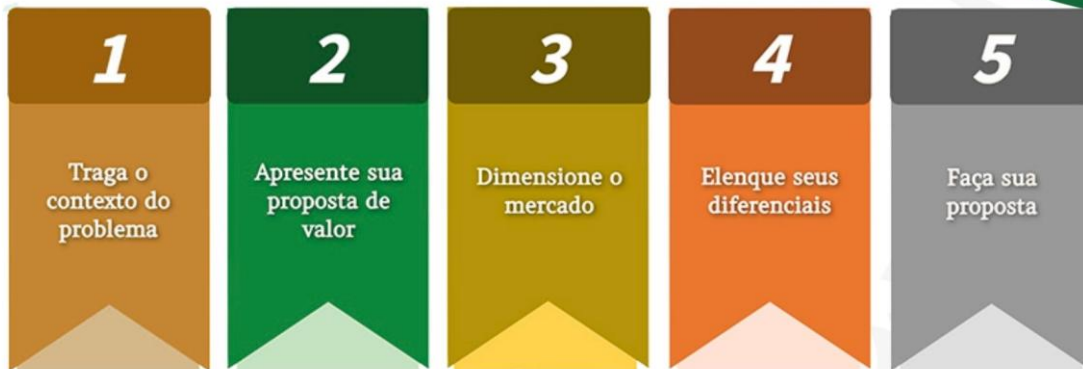 1
Traga o
contexto do
problema
2
Apresente sua
proposta de
valor
3
Dimensione o
mercado
4
Elenque seus
diferenciais
5
Faça sua
proposta